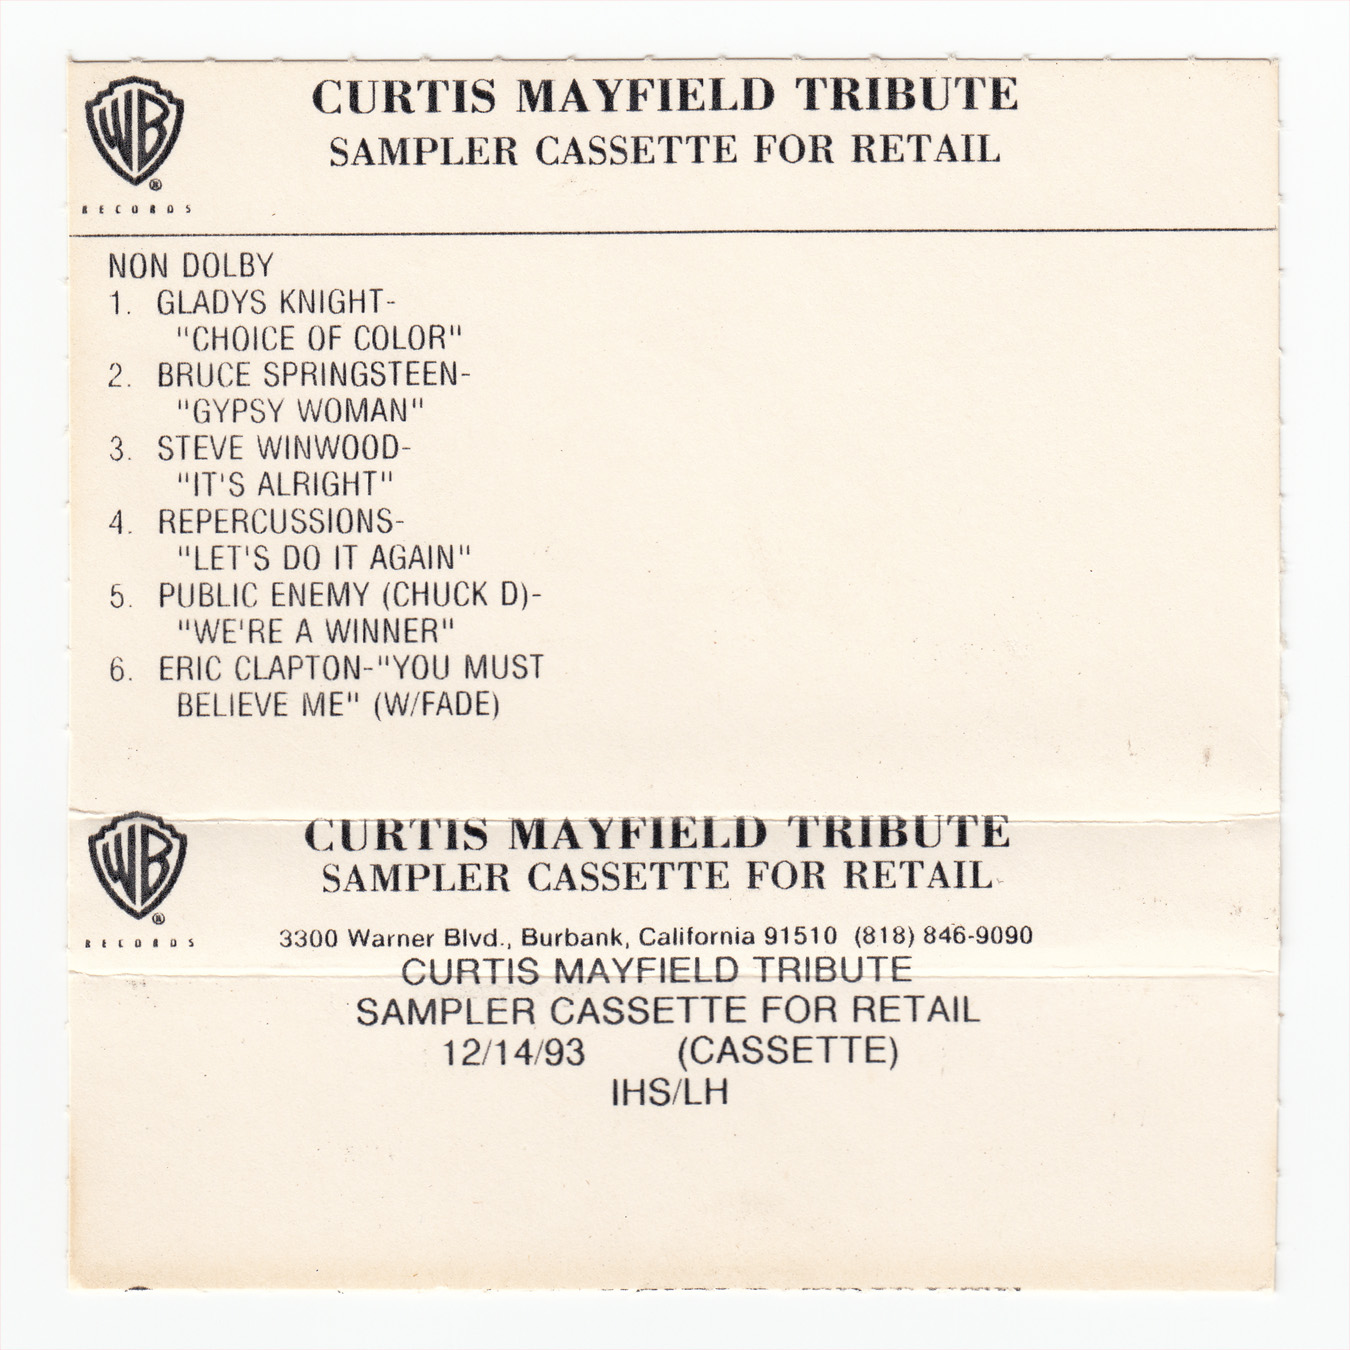 WB
®
RECORDS
CURTIS MAYFIELD TRIBUTE
SAMPLER CASSETTE FOR RETAIL
NON DOLBY
1. GLADYS KNIGHT-
"CHOICE OF COLOR"
2. BRUCE SPRINGSTEEN-
"GYPSY WOMAN"
3. STEVE WINWOOD-
"IT'S ALRIGHT"
4. REPERCUSSIONS-
"LET'S DO IT AGAIN"
5. PUBLIC ENEMY (CHUCK D)-
"WE'RE A WINNER"
6. ERIC CLAPTON-"YOU MUST
BELIEVE ME" (W/FADE)
WB
®
RECORDS
CURTIS MAYFIELD TRIBUTE
SAMPLER CASSETTE FOR RETAIL
3300 Warner Blvd., Burbank, California 91510 (818) 846-9090
CURTIS MAYFIELD TRIBUTE
SAMPLER CASSETTE FOR RETAIL
12/14/93 (CASSETTE)
IHS/LH